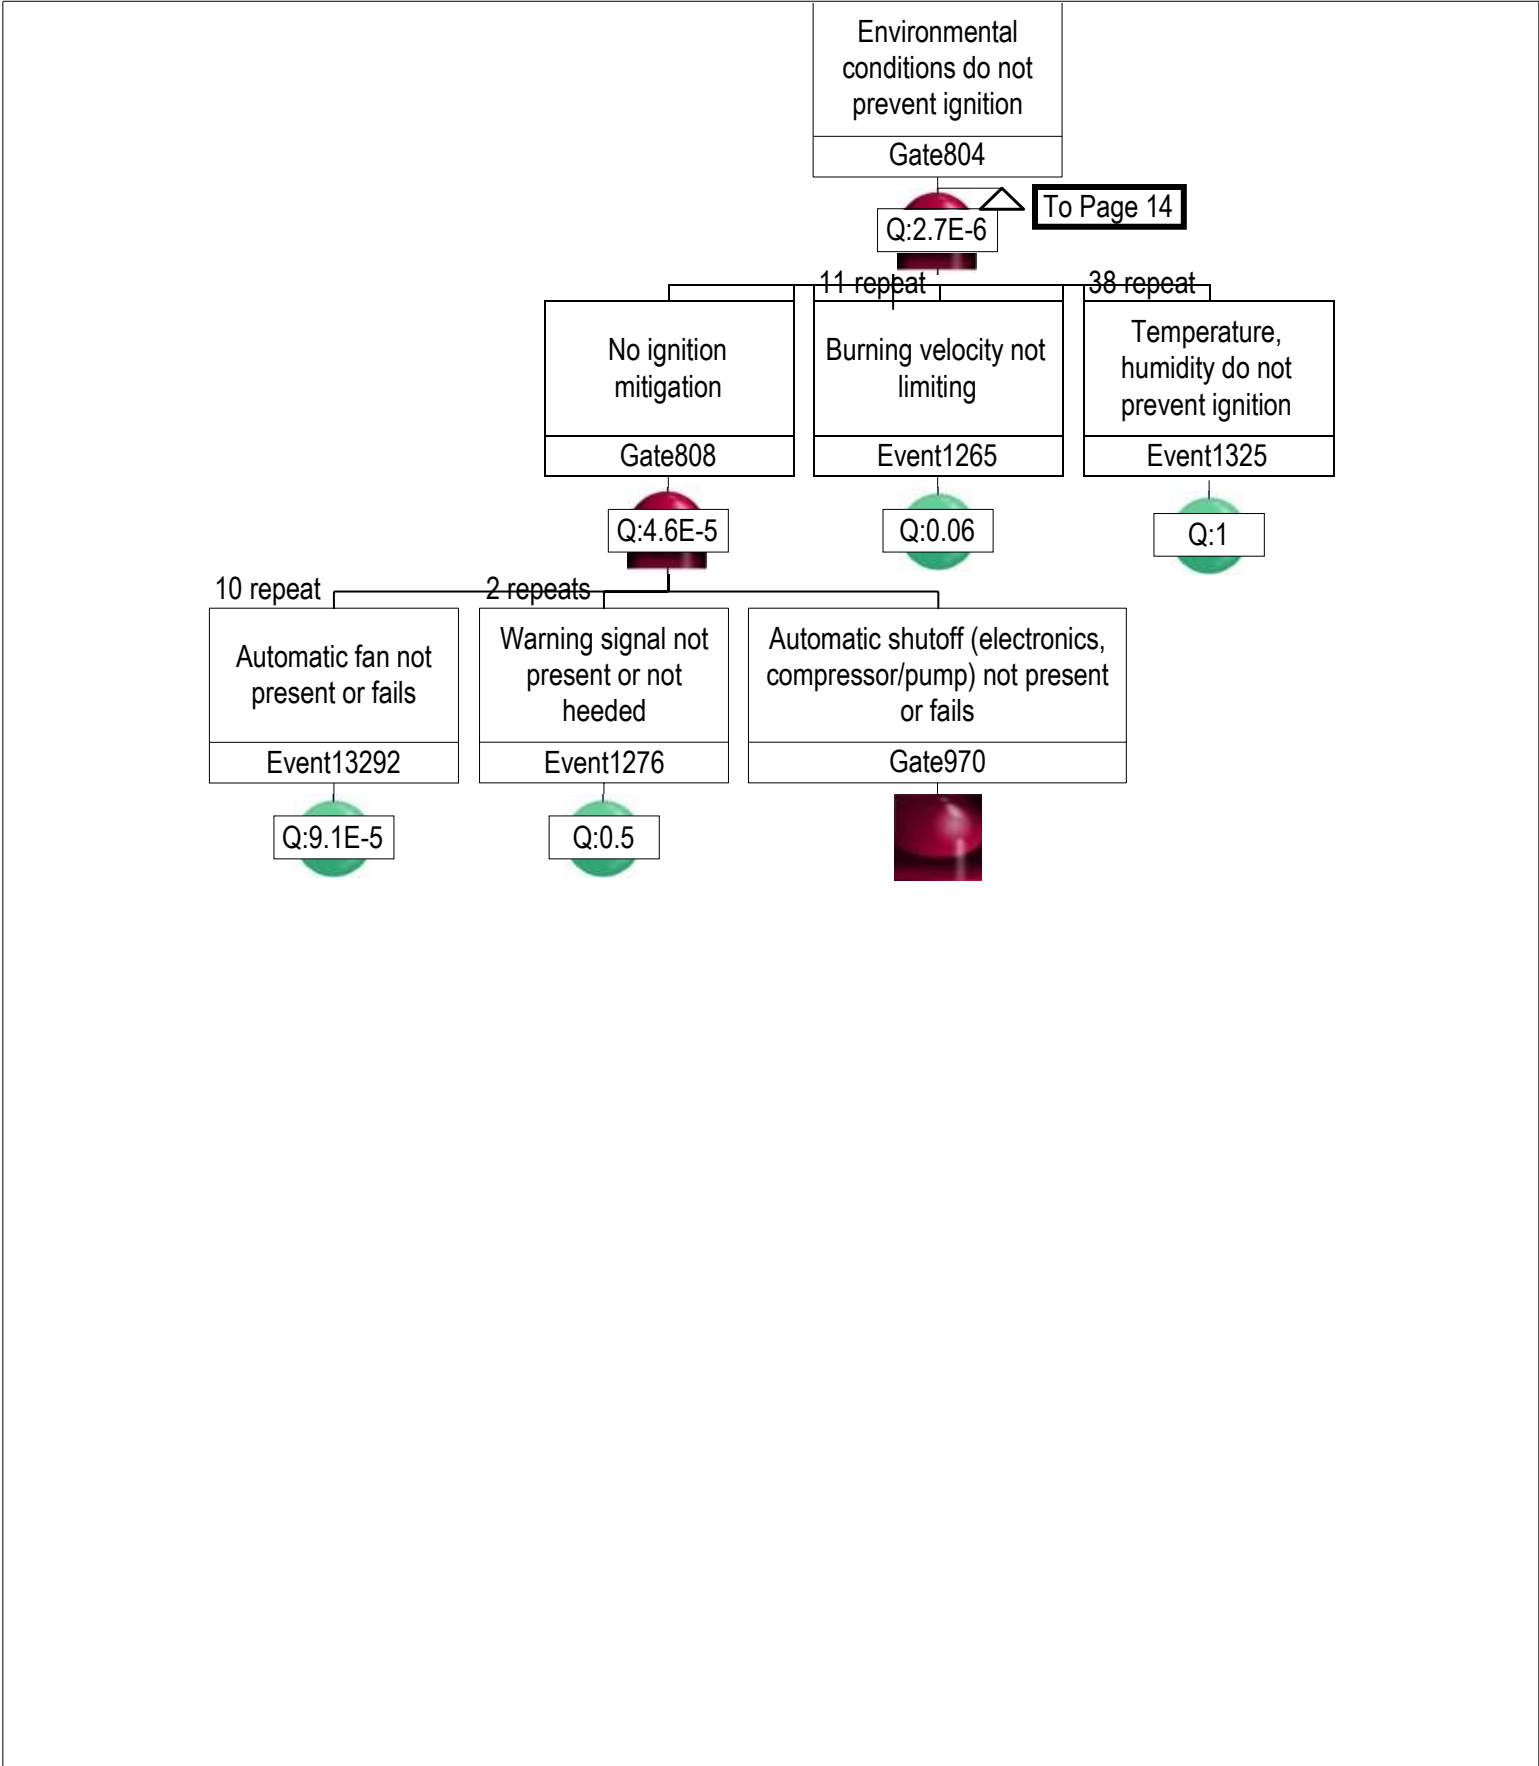 Environmental
conditions do not
prevent ignition
Gate804
To Page 14
Q:2.7E-6
11 repeat
38 repeat
No ignition
mitigation
Gate808
Burning velocity not
limiting
Event1265
Temperature,
humidity do not
prevent ignition
Event1325
Q:4.6E-5
Q:0.06
Q:1
10 repeat
2 repeats
Automatic fan not
present or fails
Event13292
Warning signal not
present or not
heeded
Event1276
Automatic shutoff (electronics,
compressor/pump) not present
or fails
Gate970
Q:9.1E-5
Q:0.5